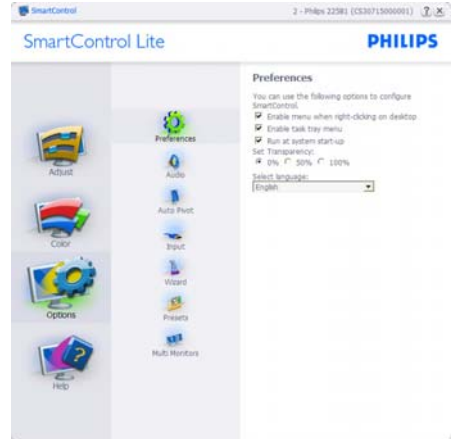 SmartControl
2 - Philips 225B1 (CS30715000001) ? X
SmartControl Lite
PHILIPS
Adjust
Color
Options
Help
Preferences
Audio
Auto Pivot
Input
Wizard
Presets
Multi Monitors
Preferences
You can use the following options to configure
SmartControl.
Enable menu when right-clicking on desktop
Enable task tray menu
Run at system start-up
Set Transparency:
0% 50% 100%
Select language:
English